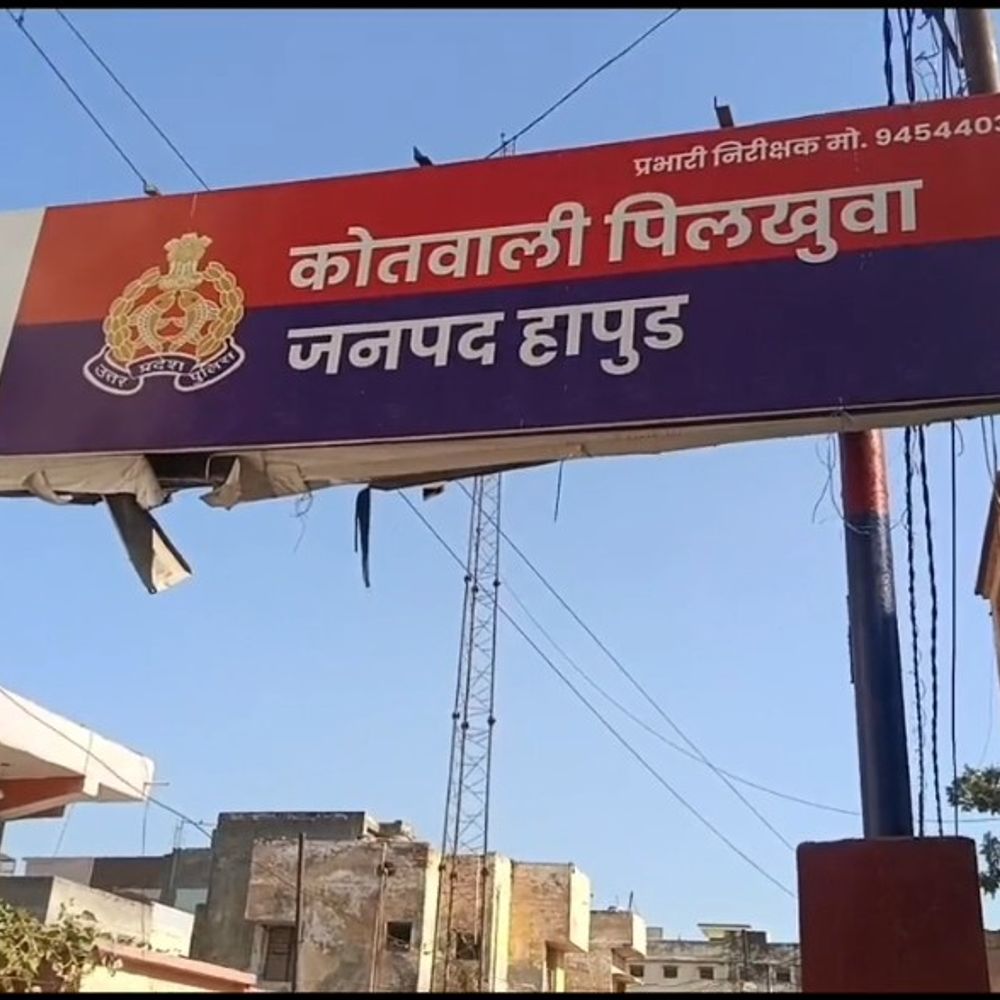 प्रभारी निरीक्षक मो. 9454403
कोतवाली पिलखुवा
जनपद हापुड
उत्तर प्रदेश पुलिस